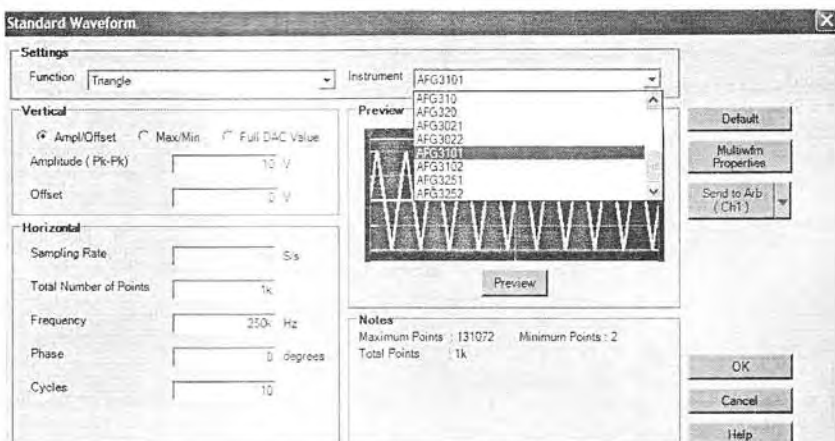 Standard Waveform
Settings
Function Triangle
Instrument AFG3101
AFG310
AFG320
AFG3021
AFG3022
AFG3101
AFG3102
AFG3251
AFG3252
Vertical
Ampl/Offset Max/Min Full DAC Value
Amplitude ( Pk-Pk) 10 V
Offset 0 V
Horizontal
Sampling Rate S/s
Total Number of Points 1k
Frequency 250k Hz
Phase 0 degrees
Cycles 10
Preview
Preview
Notes
Maximum Points : 131072 Minimum Points : 2
Total Points : 1k
Default
Multiwfm
Properties
Send to Arb
( Ch1 )
OK
Cancel
Help